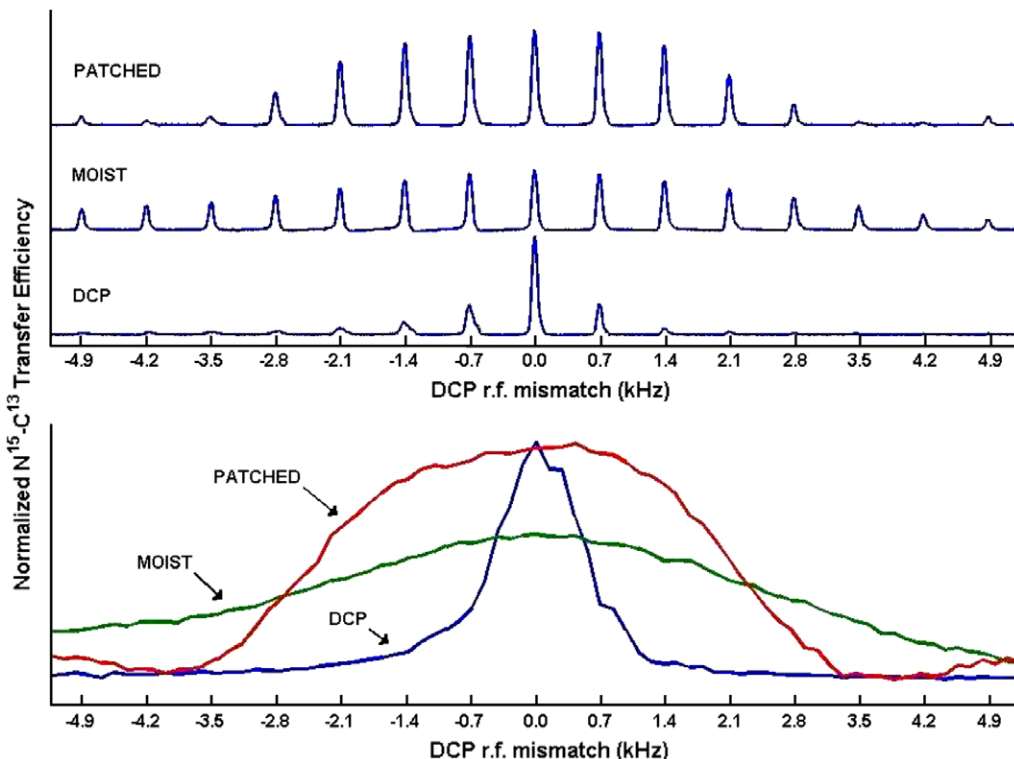 PATCHED
MOIST
DCP
-4.9 -4.2 -3.5 -2.8 -2.1 -1.4 -0.7 0.0 0.7 1.4 2.1 2.8 3.5 4.2 4.9
DCP r.f. mismatch (kHz)
Normalized N¹⁵-C¹³ Transfer Efficiency
PATCHED
MOIST
DCP
-4.9 -4.2 -3.5 -2.8 -2.1 -1.4 -0.7 0.0 0.7 1.4 2.1 2.8 3.5 4.2 4.9
DCP r.f. mismatch (kHz)